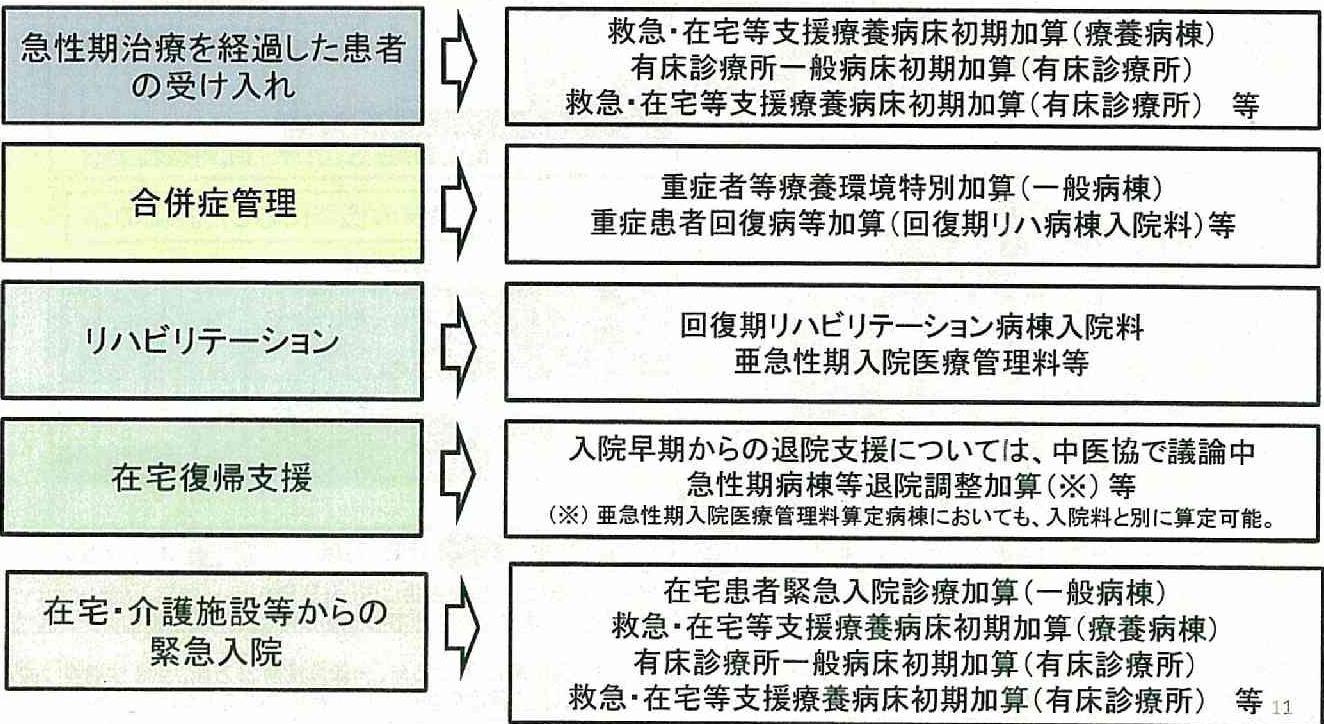 急性期治療を経過した患者
の受け入れ
救急・在宅等支援療養病床初期加算(療養病棟)
有床診療所一般病床初期加算(有床診療所)
救急・在宅等支援療養病床初期加算(有床診療所) 等
合併症管理
重症者等療養環境特別加算(一般病棟)
重症患者回復病等加算(回復期リハ病棟入院料)等
リハビリテーション
回復期リハビリテーション病棟入院料
亜急性期入院医療管理料等
在宅復帰支援
入院早期からの退院支援については、中医協で議論中
急性期病棟等退院調整加算(※)等
(※)亜急性期入院医療管理料算定病棟においても、入院料と別に算定可能。
在宅・介護施設等からの
緊急入院
在宅患者緊急入院診療加算(一般病棟)
救急・在宅等支援療養病床初期加算(療養病棟)
有床診療所一般病床初期加算(有床診療所)
救急・在宅等支援療養病床初期加算(有床診療所) 等
11